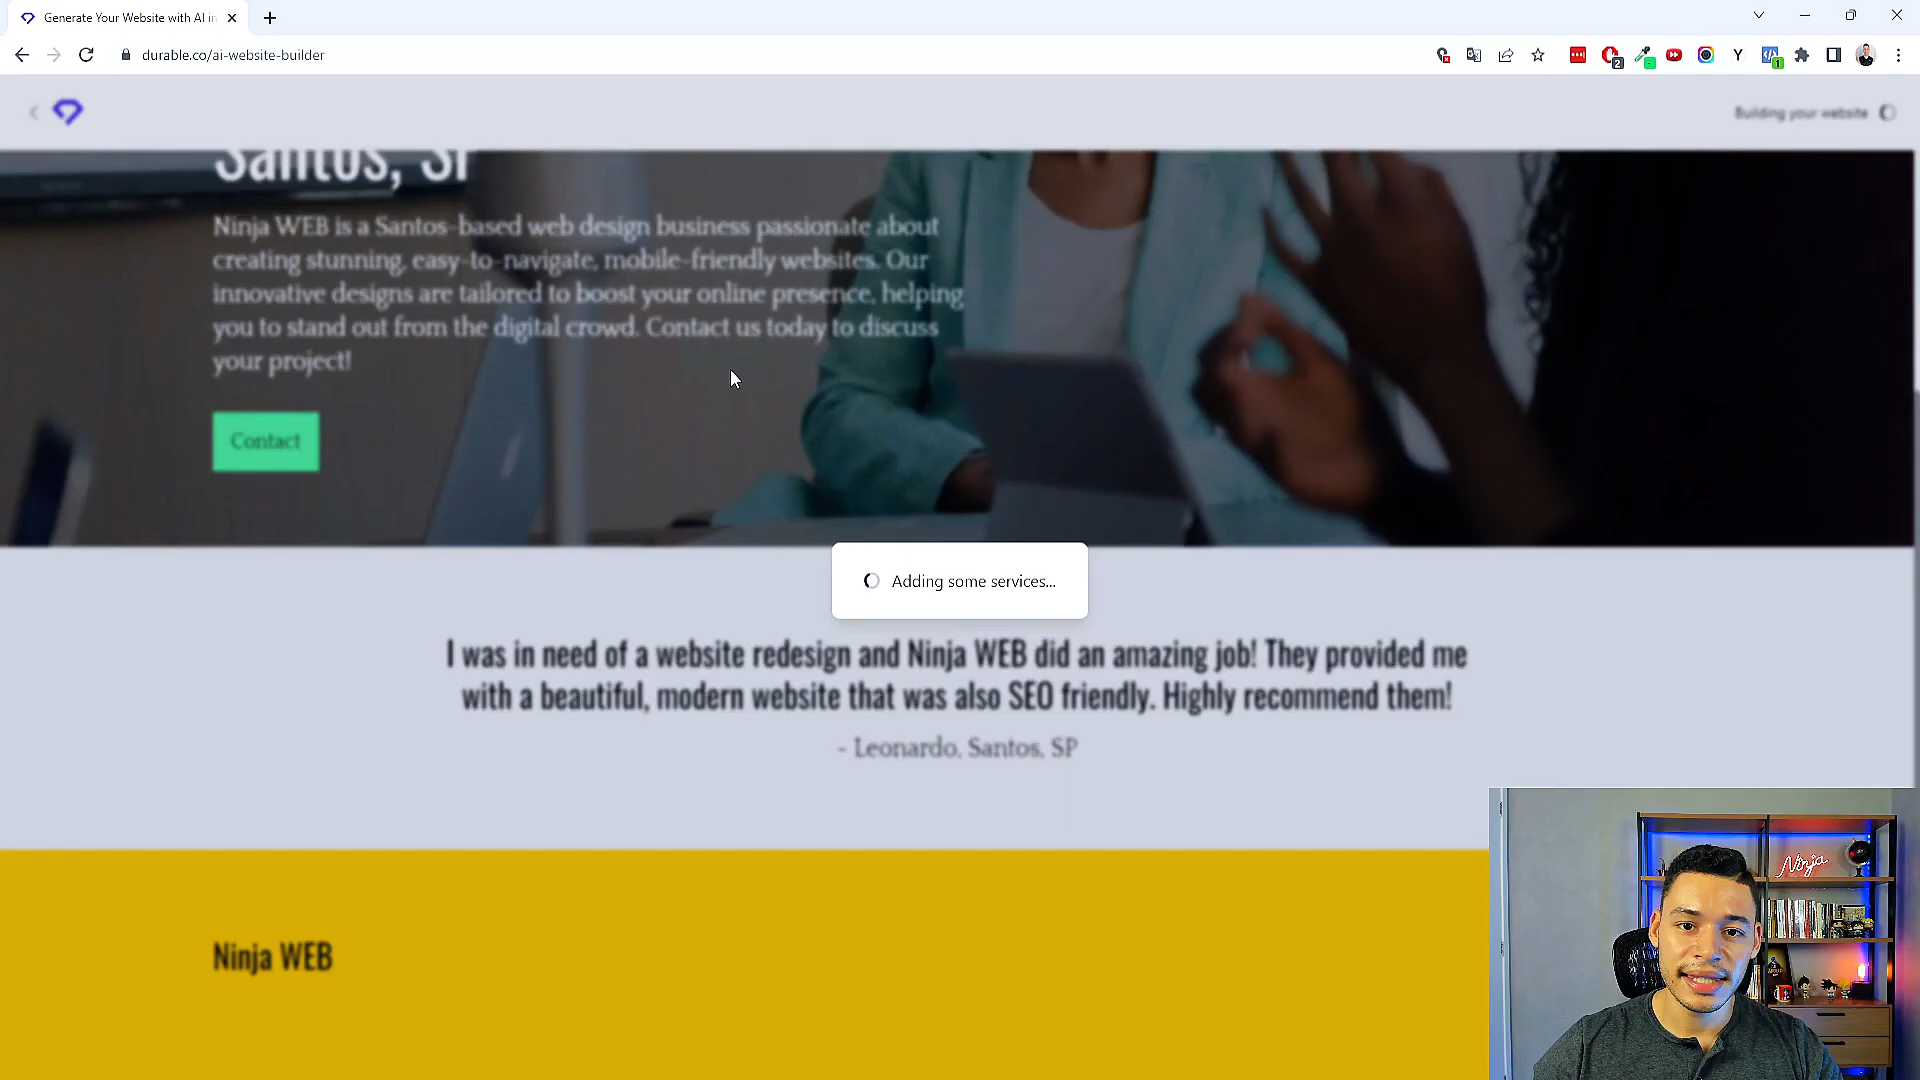 Generate Your Website with AI in
durable.co/ai-website-builder
2
1
Y
Building your website
Santos, SP
Ninja WEB is a Santos-based web design business passionate about
creating stunning, easy-to-navigate, mobile-friendly websites. Our
innovative designs are tailored to boost your online presence, helping
you to stand out from the digital crowd. Contact us today to discuss
your project!
Contact
Adding some services...
I was in need of a website redesign and Ninja WEB did an amazing job! They provided me
with a beautiful, modern website that was also SEO friendly. Highly recommend them!
- Leonardo, Santos, SP
Ninja WEB
Ninja